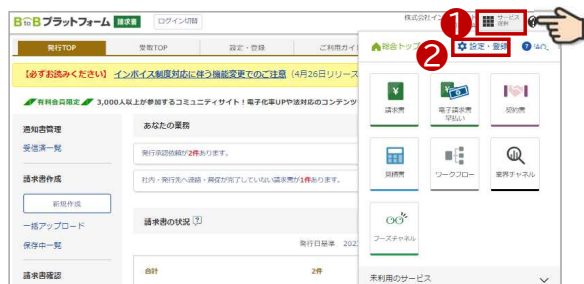 BtoBプラットフォーム 請求書 ログイン切替 株式会社イン サービス
1
発行TOP 受取TOP 設定・登録 ご利用ガイ
総合トップ 2 設定・登録
【必ずお読みください】 インボイス制度対応に伴う機能変更でのご注意 (4月26日リリース
有料会員限定 3,000人以上が参加するコミュニティサイト!電子化率UPや法対応のコンテンツ
通知書管理
受信済一覧
請求書作成
新規作成
一括アップロード
保存中一覧
請求書確認
あなたの業務
発行承認依頼が2件あります。
社内・発行先へ連絡・責促が完了していない請求書が1件あります。
請求書の状況 ?
発行日基準 202
合計 2件
請求書
電子請求書
早払い
契約書
見積書
ワークフロー
業界チャネル
フーズチャネル
未利用のサービス